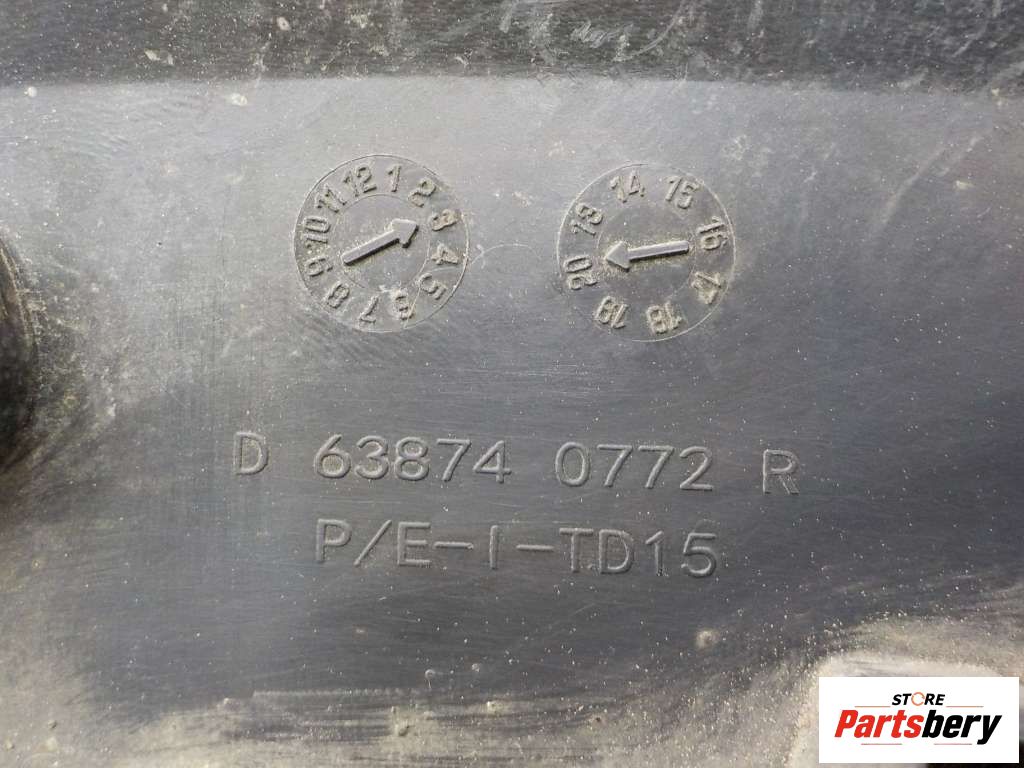 12 1 2 3 4 5 6 7 8 9 10 11
13 14 15 16 17 18 19 20
D 63874 0772 R
P/E-I-TD15
STORE
Partsbery